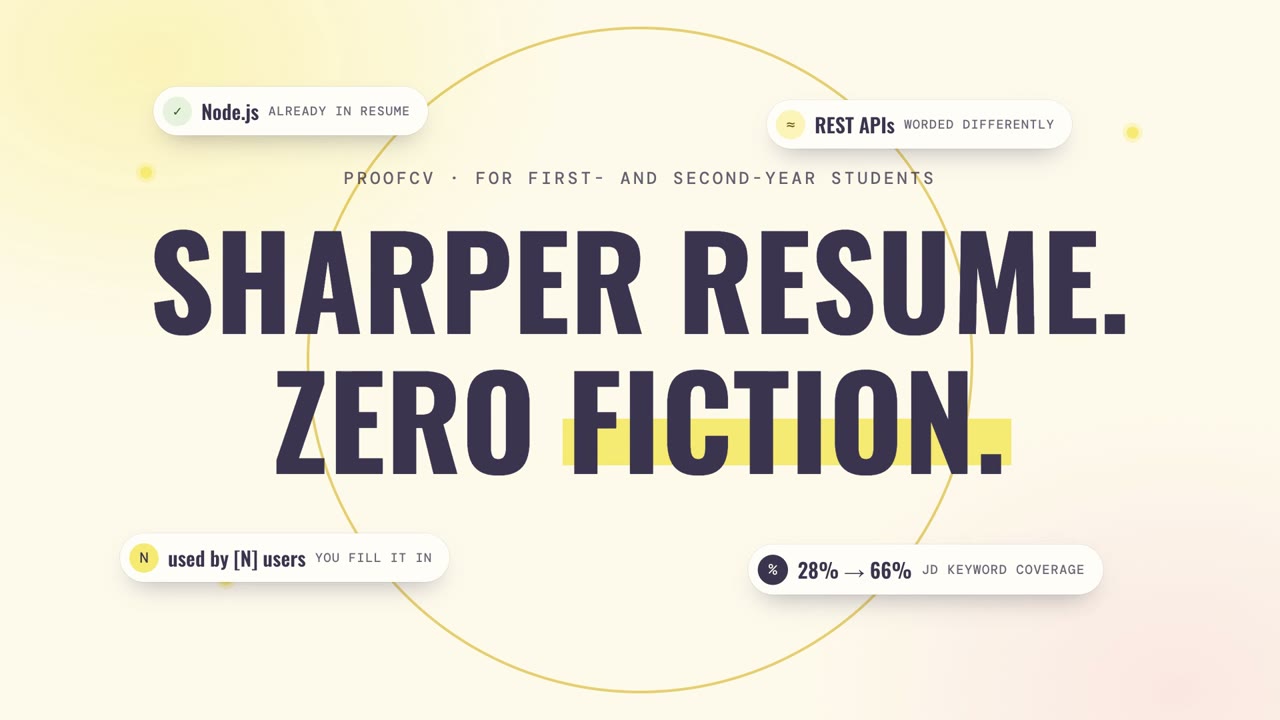 ✓ Node.js ALREADY IN RESUME
≈ REST APIs WORDED DIFFERENTLY
PROOFCV · FOR FIRST- AND SECOND-YEAR STUDENTS
SHARPER RESUME.
ZERO FICTION.
N used by [N] users YOU FILL IT IN
% 28% → 66% JD KEYWORD COVERAGE